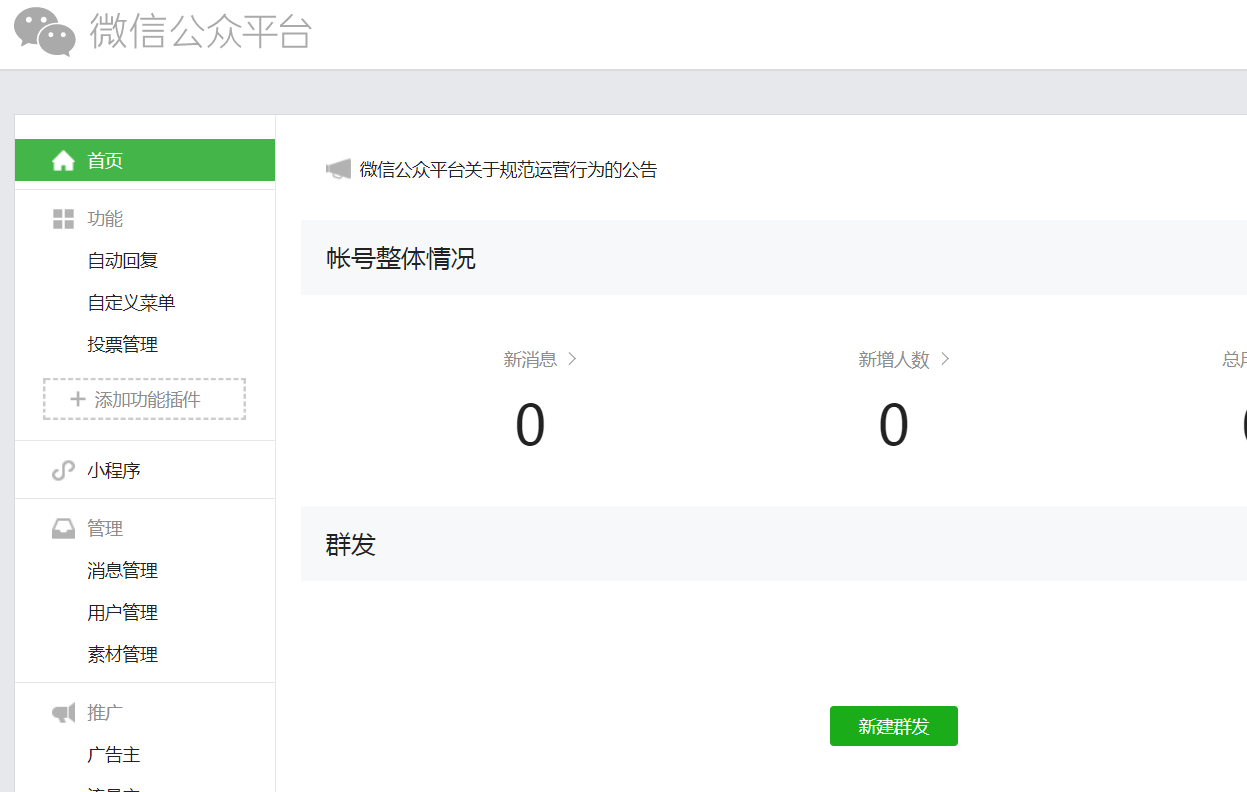 微信公众平台
首页
功能
自动回复
自定义菜单
投票管理
添加功能插件
小程序
管理
消息管理
用户管理
素材管理
推广
广告主
微信公众平台关于规范运营行为的公告
帐号整体情况
新消息
新增人数
总
0
0
群发
新建群发